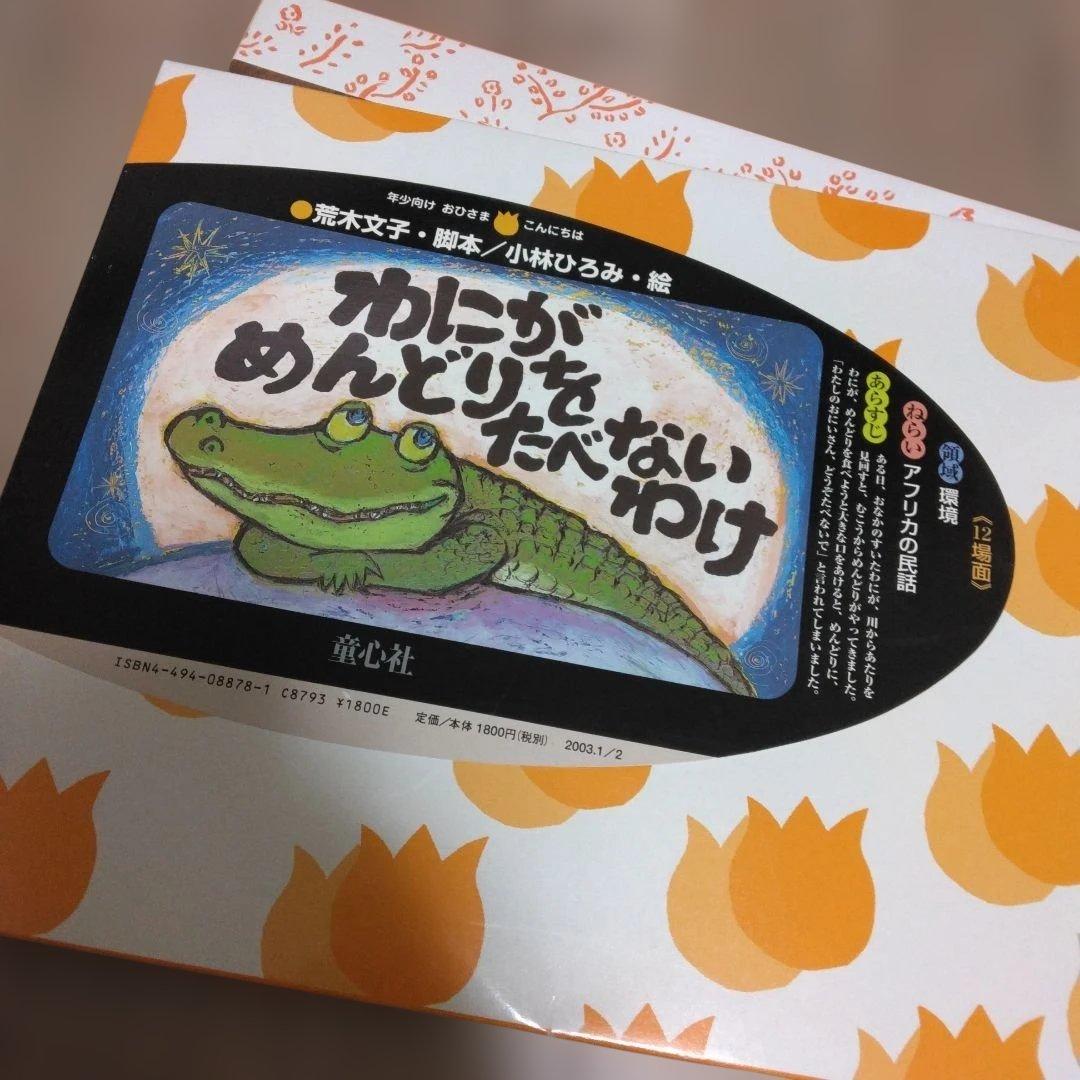 年少向け おひさま こんにちは
●荒木文子・脚本／小林ひろみ・絵
わにが
めんどりを
たべない
わけ
童心社
《12場面》
領域 環境
ねらい アフリカの民話
あらすじ ある日、おなかのすいたわにが、川からあたりを
見回すと、むこうからめんどりがやってきました。
わにが、めんどりを食べようと大きな口をあけると、めんどりに、
「わたしのおにいさん、どうぞたべないで」と言われてしまいました。
ISBN4-494-08878-1 C8793 ¥1800E 定価／本体1800円(税別) 2003.1／2